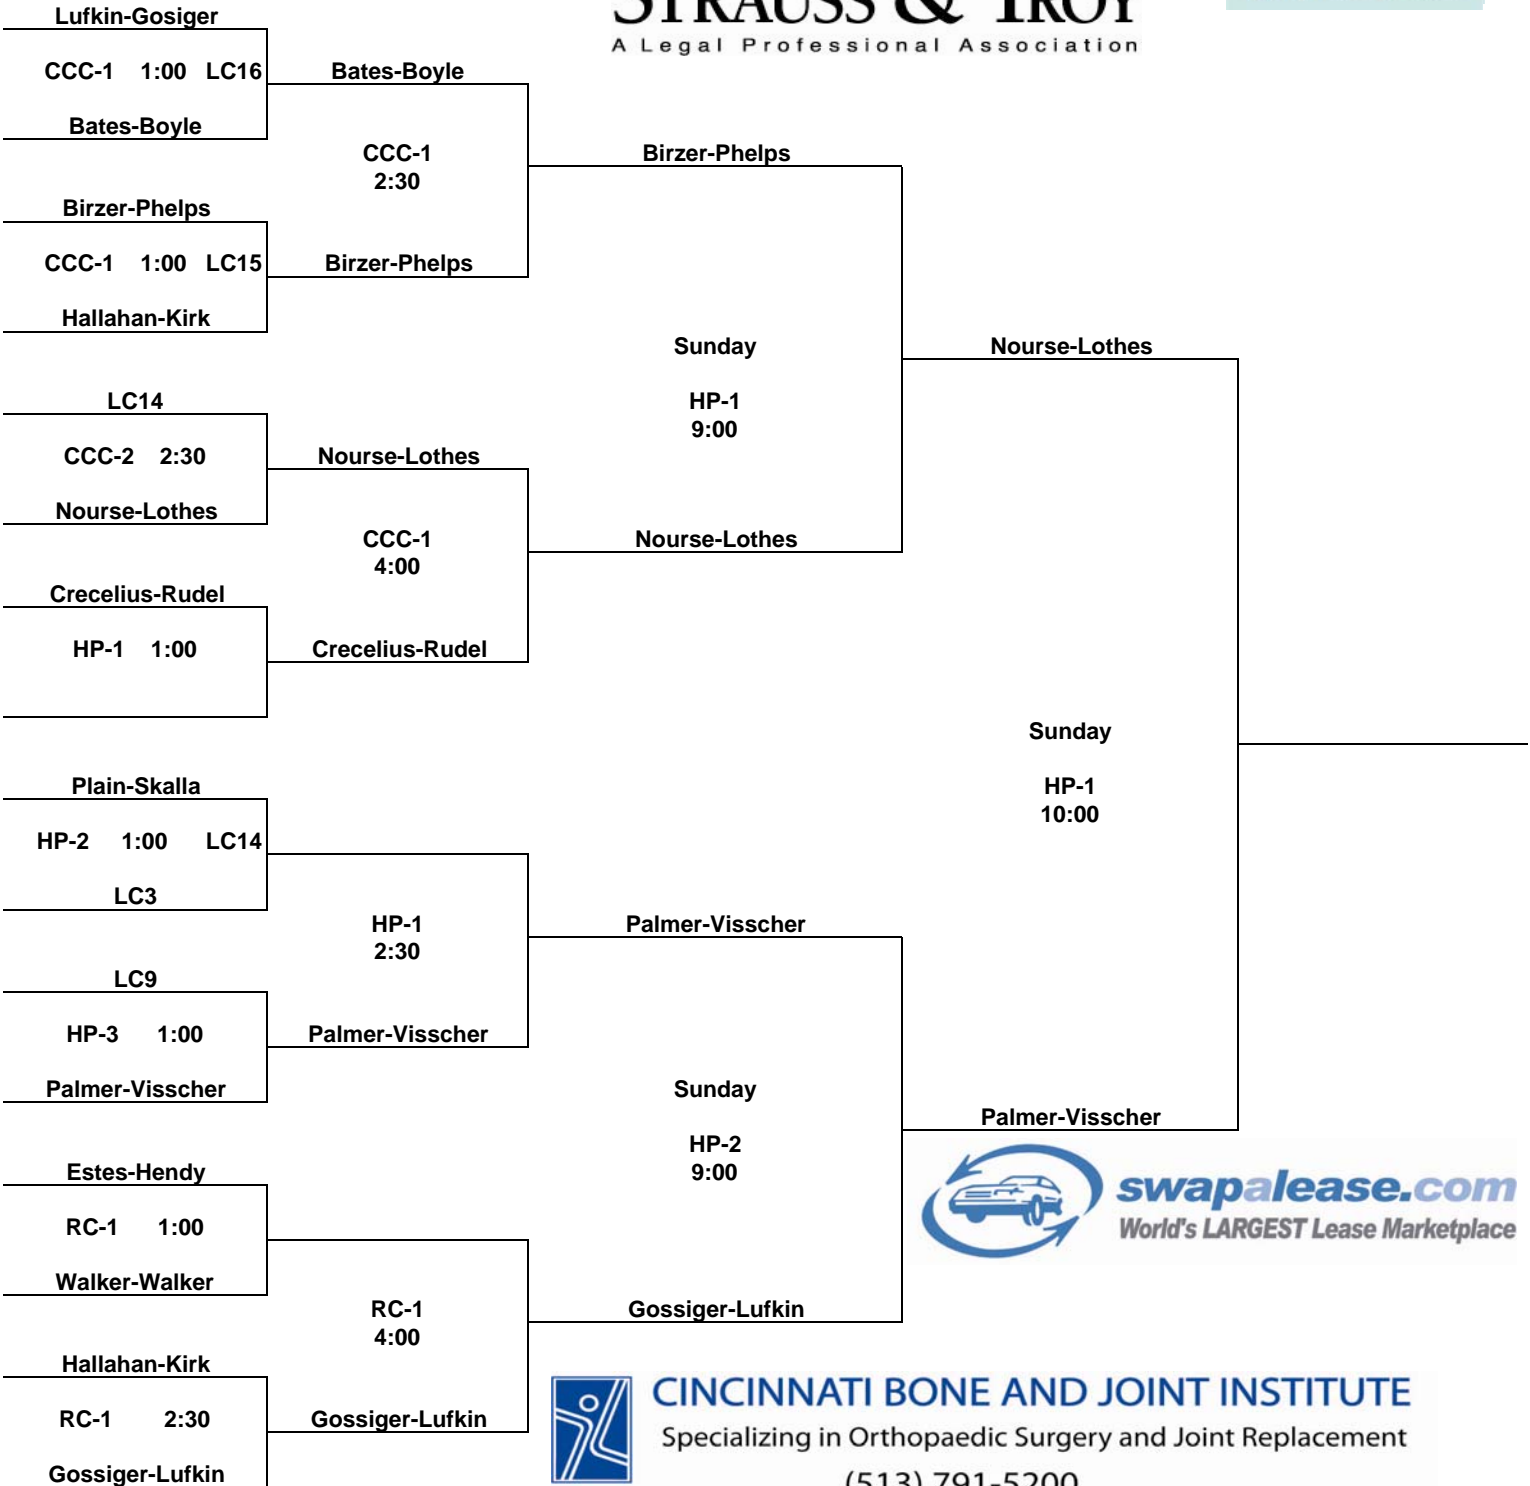 STRAUSS & TROY
A Legal Professional Association
Lufkin-Gosiger
CCC-1 1:00 LC16
Bates-Boyle
Bates-Boyle
CCC-1
2:30
Birzer-Phelps
Birzer-Phelps
CCC-1 1:00 LC15
Birzer-Phelps
Hallahan-Kirk
Sunday
HP-1
9:00
Nourse-Lothes
LC14
CCC-2 2:30
Nourse-Lothes
Nourse-Lothes
CCC-1
4:00
Nourse-Lothes
Crecelius-Rudel
HP-1 1:00
Crecelius-Rudel
Sunday
HP-1
10:00
Plain-Skalla
HP-2 1:00 LC14
LC3
HP-1
2:30
Palmer-Visscher
LC9
HP-3 1:00
Palmer-Visscher
Palmer-Visscher
Sunday
HP-2
9:00
Palmer-Visscher
Estes-Hendy
RC-1 1:00
Walker-Walker
RC-1
4:00
Gossiger-Lufkin
Hallahan-Kirk
RC-1 2:30
Gossiger-Lufkin
Gossiger-Lufkin
swapalease.com
World's LARGEST Lease Marketplace
CINCINNATI BONE AND JOINT INSTITUTE
Specializing in Orthopaedic Surgery and Joint Replacement
(513) 791-5200